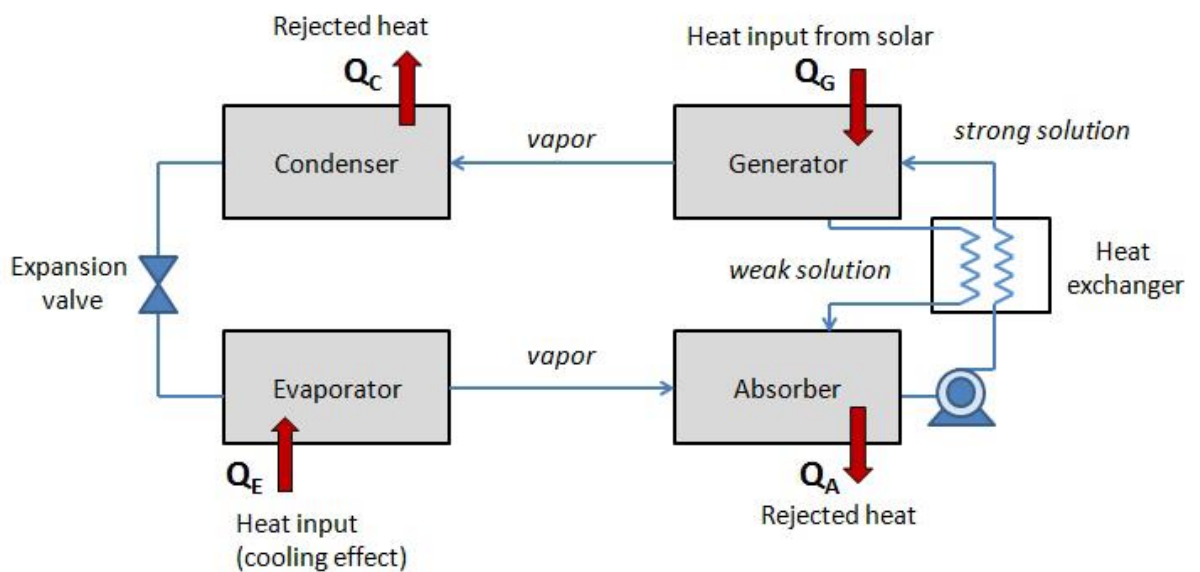 Rejected heat
Q_C
Heat input from solar
Q_G
strong solution
Condenser
vapor
Generator
Expansion
valve
weak solution
Heat
exchanger
Evaporator
vapor
Absorber
Q_E
Heat input
(cooling effect)
Q_A
Rejected heat